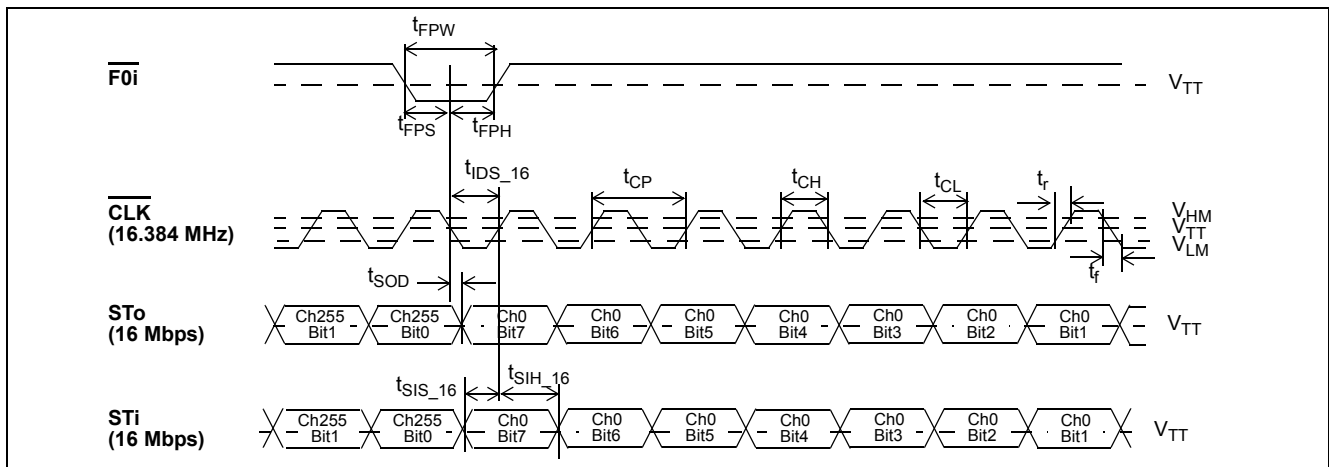 tFPW
F0i
VTT
tFPS
tFPH
tIDS_16
tCP
tCH
tCL
tr
CLK
(16.384 MHz)
VHM
VTT
VLM
tf
tSOD
STo
(16 Mbps)
Ch255
Bit1
Ch255
Bit0
Ch0
Bit7
Ch0
Bit6
Ch0
Bit5
Ch0
Bit4
Ch0
Bit3
Ch0
Bit2
Ch0
Bit1
VTT
tSIS_16
tSIH_16
STi
(16 Mbps)
Ch255
Bit1
Ch255
Bit0
Ch0
Bit7
Ch0
Bit6
Ch0
Bit5
Ch0
Bit4
Ch0
Bit3
Ch0
Bit2
Ch0
Bit1
VTT